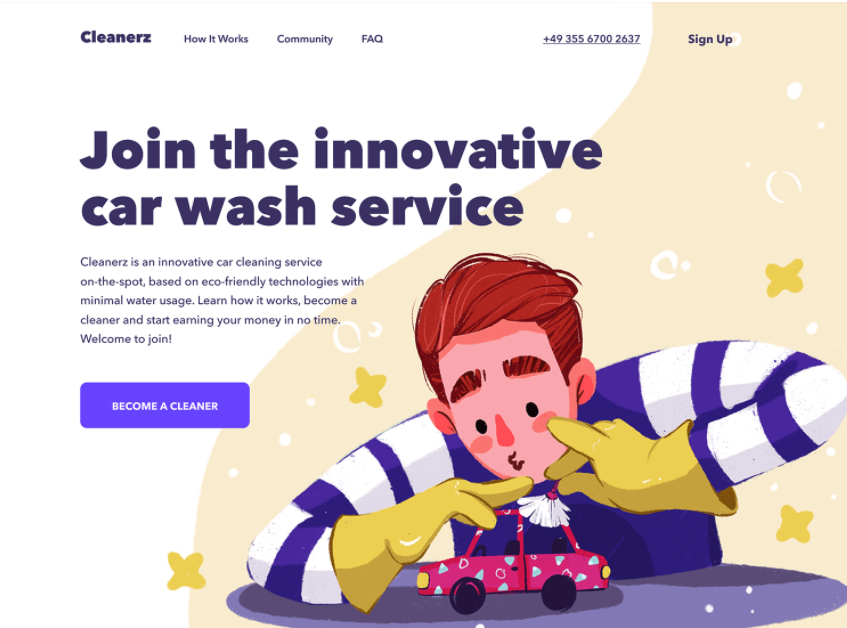 Cleanerz
How It Works
Community
FAQ
+49 355 6700 2637
Sign Up
Join the innovative
car wash service
Cleanerz is an innovative car cleaning service
on-the-spot, based on eco-friendly technologies with
minimal water usage. Learn how it works, become a
cleaner and start earning your money in no time.
Welcome to join!
BECOME A CLEANER